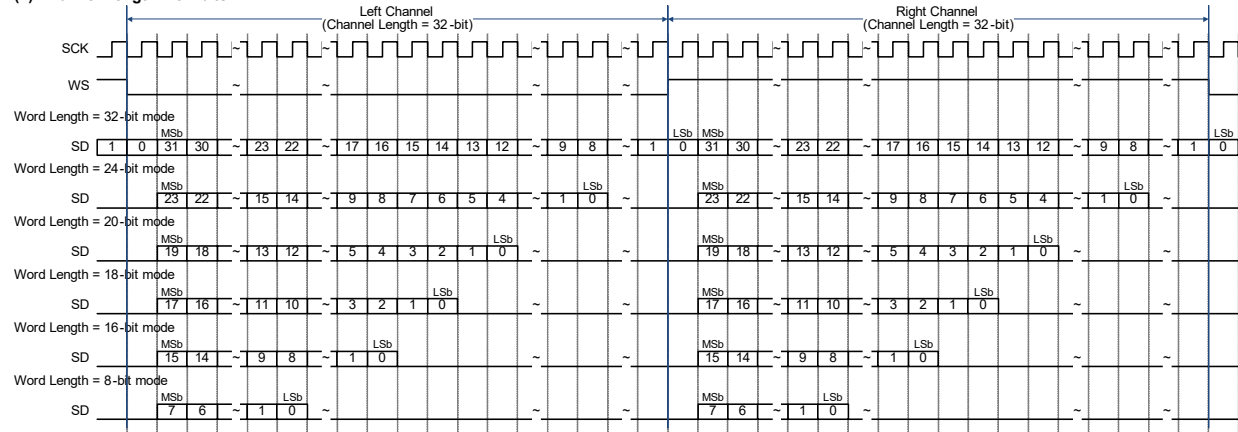 Left Channel Right Channel
(Channel Length = 32-bit) (Channel Length = 32-bit)
SCK ~ ~ ~ ~ ~ ~ ~ ~
WS ~ ~ ~ ~
Word Length = 32-bit mode
MSb LSb MSb LSb
SD 1 0 31 30 ~ 23 22 ~ 17 16 15 14 13 12 ~ 9 8 ~ 1 0 31 30 ~ 23 22 ~ 17 16 15 14 13 12 ~ 9 8 ~ 1 0
Word Length = 24-bit mode
MSb LSb MSb LSb
SD 23 22 ~ 15 14 ~ 9 8 7 6 5 4 ~ 1 0 ~ 23 22 ~ 15 14 ~ 9 8 7 6 5 4 ~ 1 0 ~
Word Length = 20-bit mode
MSb LSb MSb LSb
SD 19 18 ~ 13 12 ~ 5 4 3 2 1 0 ~ ~ 19 18 ~ 13 12 ~ 5 4 3 2 1 0 ~ ~
Word Length = 18-bit mode
MSb LSb MSb LSb
SD 17 16 ~ 11 10 ~ 3 2 1 0 ~ ~ 17 16 ~ 11 10 ~ 3 2 1 0 ~ ~
Word Length = 16-bit mode
MSb LSb MSb LSb
SD 15 14 ~ 9 8 ~ 1 0 ~ ~ 15 14 ~ 9 8 ~ 1 0 ~ ~
Word Length = 8-bit mode
MSb LSb MSb LSb
SD 7 6 ~ 1 0 ~ ~ 7 6 ~ 1 0 ~ ~